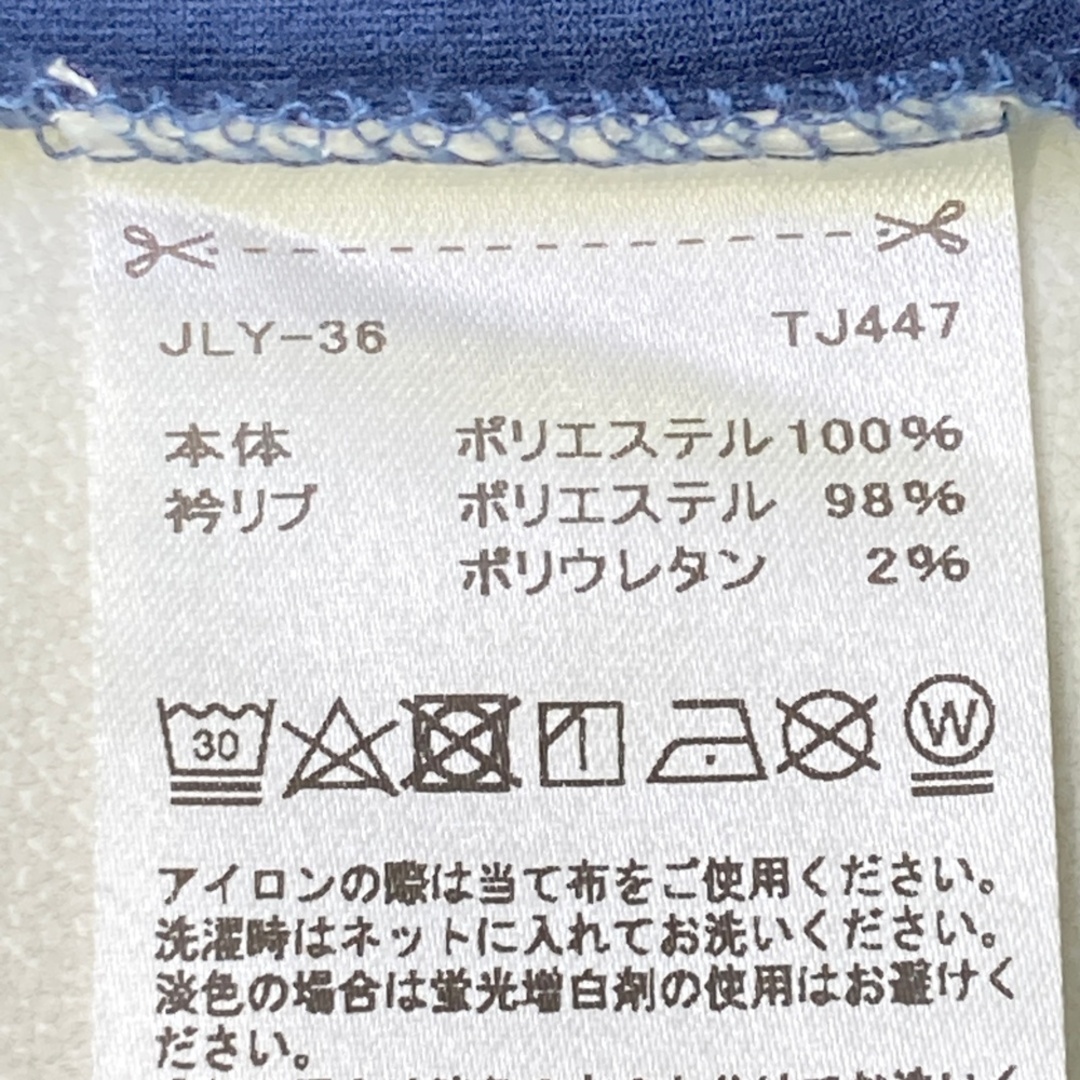 JLY-36 TJ447
本体 ポリエステル100%
衿リブ ポリエステル 98%
ポリウレタン 2%
30 W
アイロンの際は当て布をご使用ください。
洗濯時はネットに入れてお洗いください。
淡色の場合は蛍光増白剤の使用はお避けく
ださい。